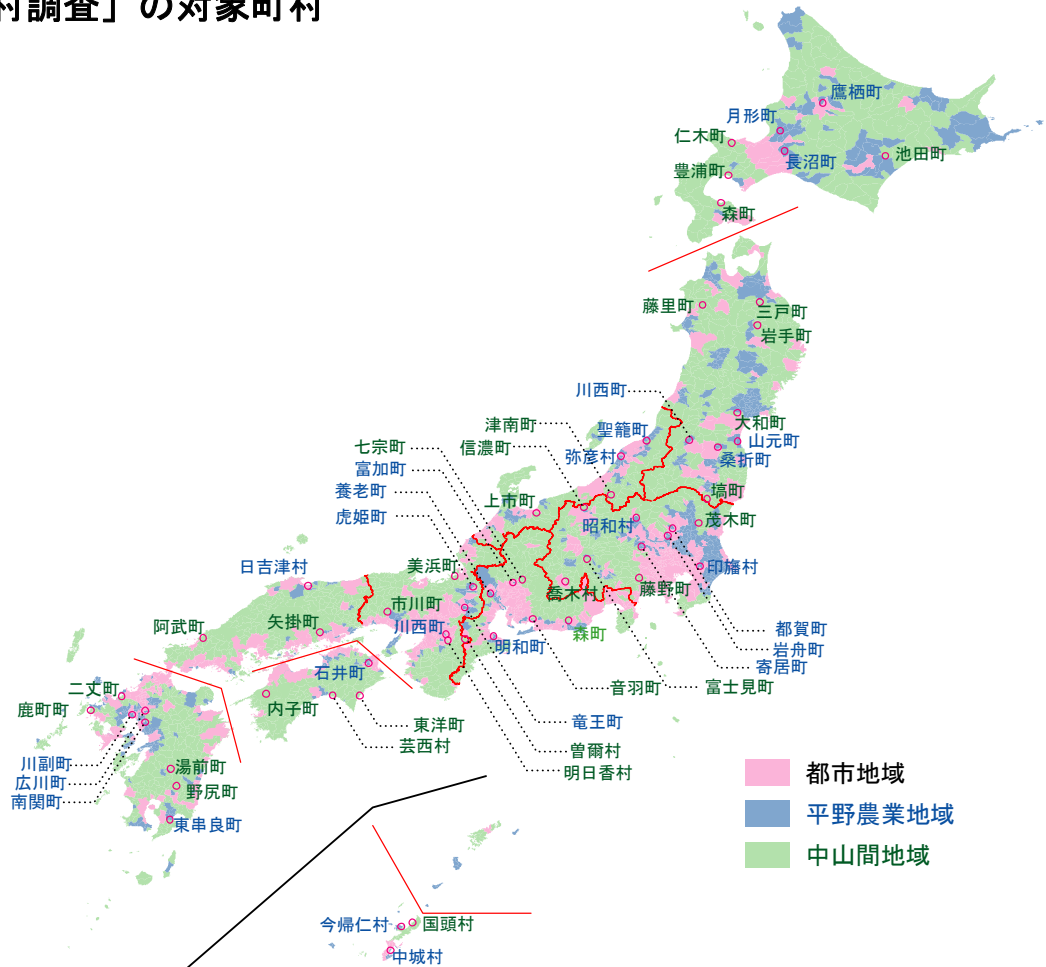 村調査」の対象町村
鷹栖町
月形町
仁木町
長沼町
池田町
豊浦町
森町
藤里町
三戸町
岩手町
川西町
大和町
津南町
聖籠町
山元町
七宗町
信濃町
弥彦村
桑折町
富加町
養老町
上市町
塙町
虎姫町
昭和村
茂木町
日吉津村
美浜町
印旛村
喬木村
藤野町
市川町
阿武町
矢掛町
川西町
明和町
森町
都賀町
岩舟町
寄居町
石井町
音羽町
富士見町
二丈町
鹿町町
内子町
東洋町
竜王町
芸西村
曽爾村
明日香村
川副町
湯前町
広川町
野尻町
南関町
東串良町
都市地域
平野農業地域
中山間地域
今帰仁村
国頭村
中城村